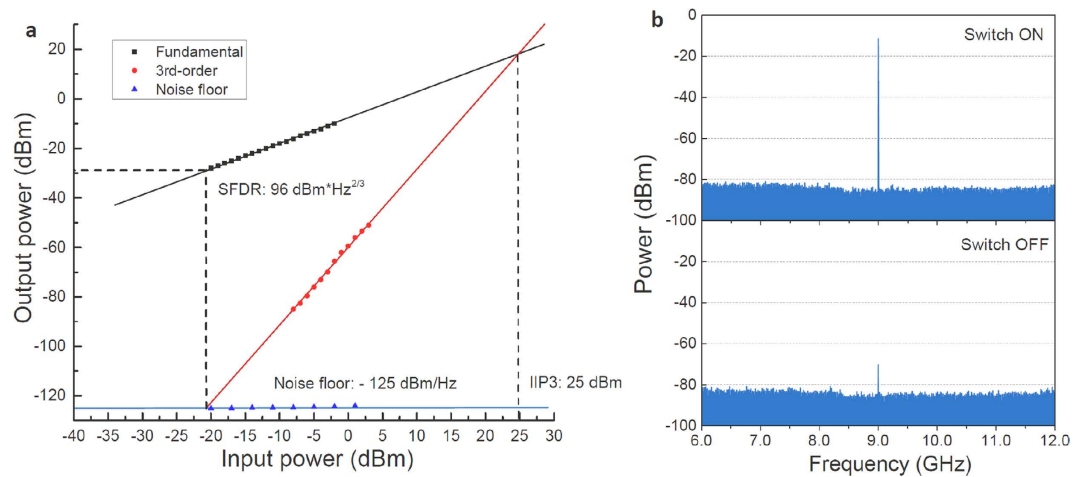 a
Fundamental
3rd-order
Noise floor
SFDR: 96 dBm*Hz2/3
Noise floor: - 125 dBm/Hz
IIP3: 25 dBm
20
0
-20
-40
-60
-80
-100
-120
Output power (dBm)
-40 -35 -30 -25 -20 -15 -10 -5 0 5 10 15 20 25 30
Input power (dBm)
b
Switch ON
0
-20
-40
-60
-80
-100
Switch OFF
-20
-40
-60
-80
-100
Power (dBm)
6.0 7.0 8.0 9.0 10.0 11.0 12.0
Frequency (GHz)